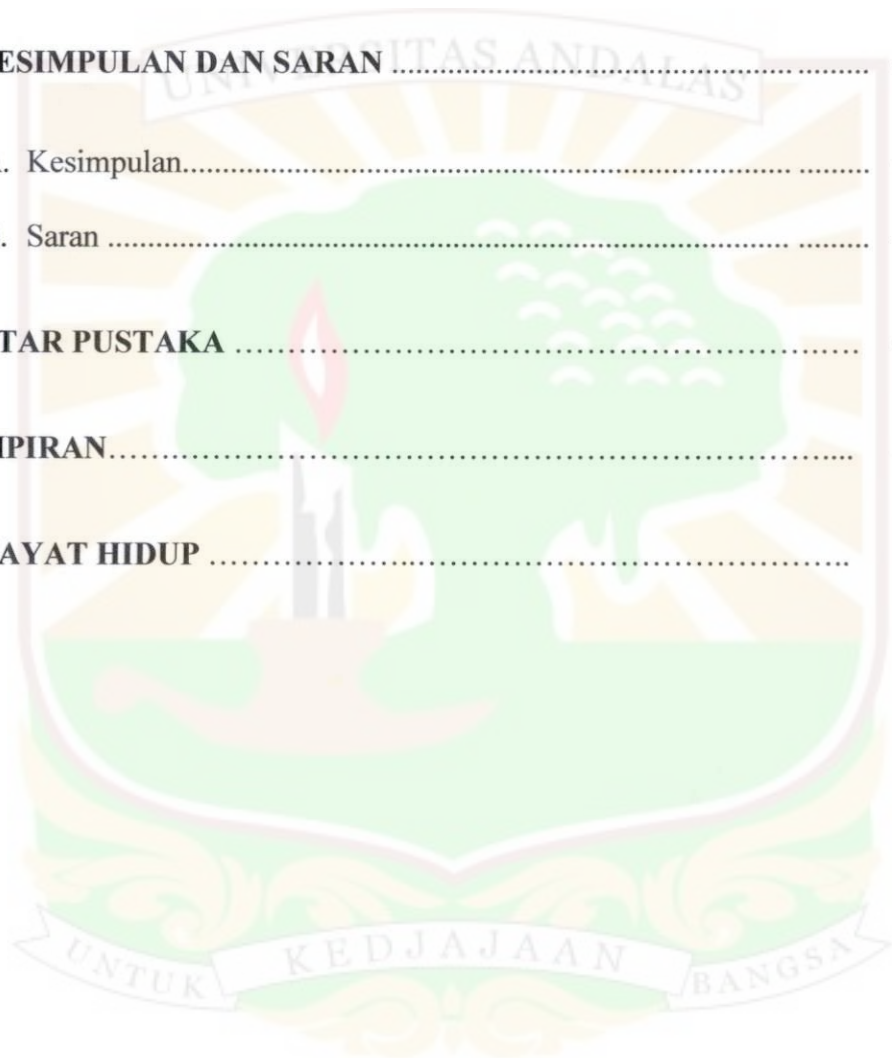 UNIVERSITAS ANDALAS
ESIMPULAN DAN SARAN ................................................. .........
. Kesimpulan............................................................................ .........
. Saran ..................................................................................... .........
TAR PUSTAKA ……………………………………………………….….
IPIRAN…………………………………………………………………....
AYAT HIDUP …………………..……………………………………..
UNTUK KEDJAJAAN BANGSA